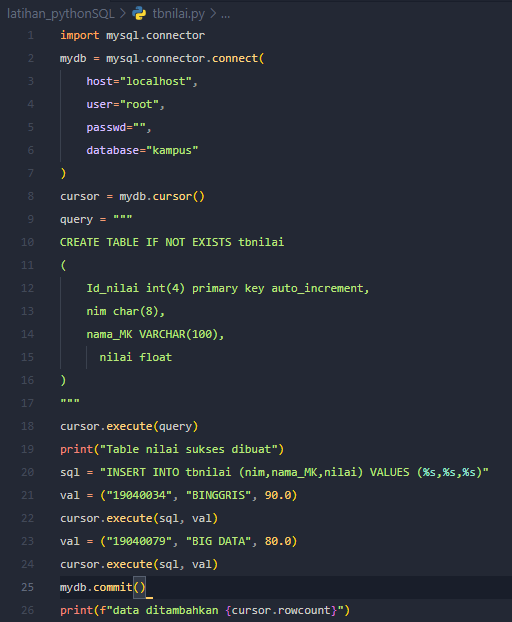 latihan_pythonSQL > tbnilai.py > ...
1 import mysql.connector
2 mydb = mysql.connector.connect(
3 host="localhost",
4 user="root",
5 passwd="",
6 database="kampus"
7 )
8 cursor = mydb.cursor()
9 query = """
10 CREATE TABLE IF NOT EXISTS tbnilai
11 (
12 Id_nilai int(4) primary key auto_increment,
13 nim char(8),
14 nama_MK VARCHAR(100),
15 nilai float
16 )
17 """
18 cursor.execute(query)
19 print("Table nilai sukses dibuat")
20 sql = "INSERT INTO tbnilai (nim,nama_MK,nilai) VALUES (%s,%s,%s)"
21 val = ("19040034", "BINGGRIS", 90.0)
22 cursor.execute(sql, val)
23 val = ("19040079", "BIG DATA", 80.0)
24 cursor.execute(sql, val)
25 mydb.commit()
26 print(f"data ditambahkan {cursor.rowcount}")